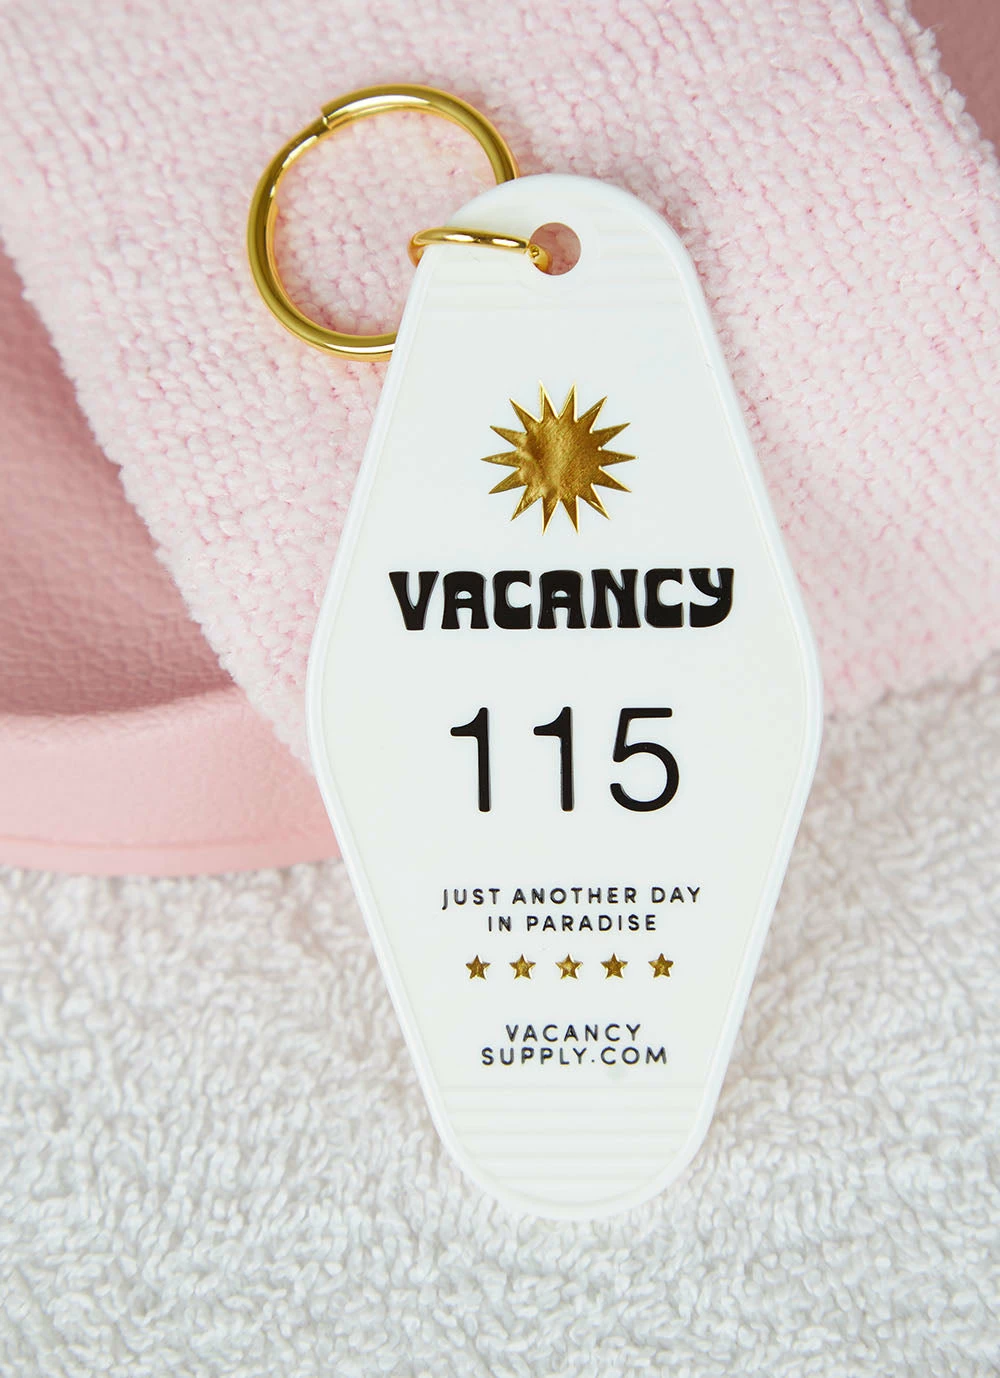 VACANCY
115
JUST ANOTHER DAY
IN PARADISE
VACANCY
SUPPLY.COM